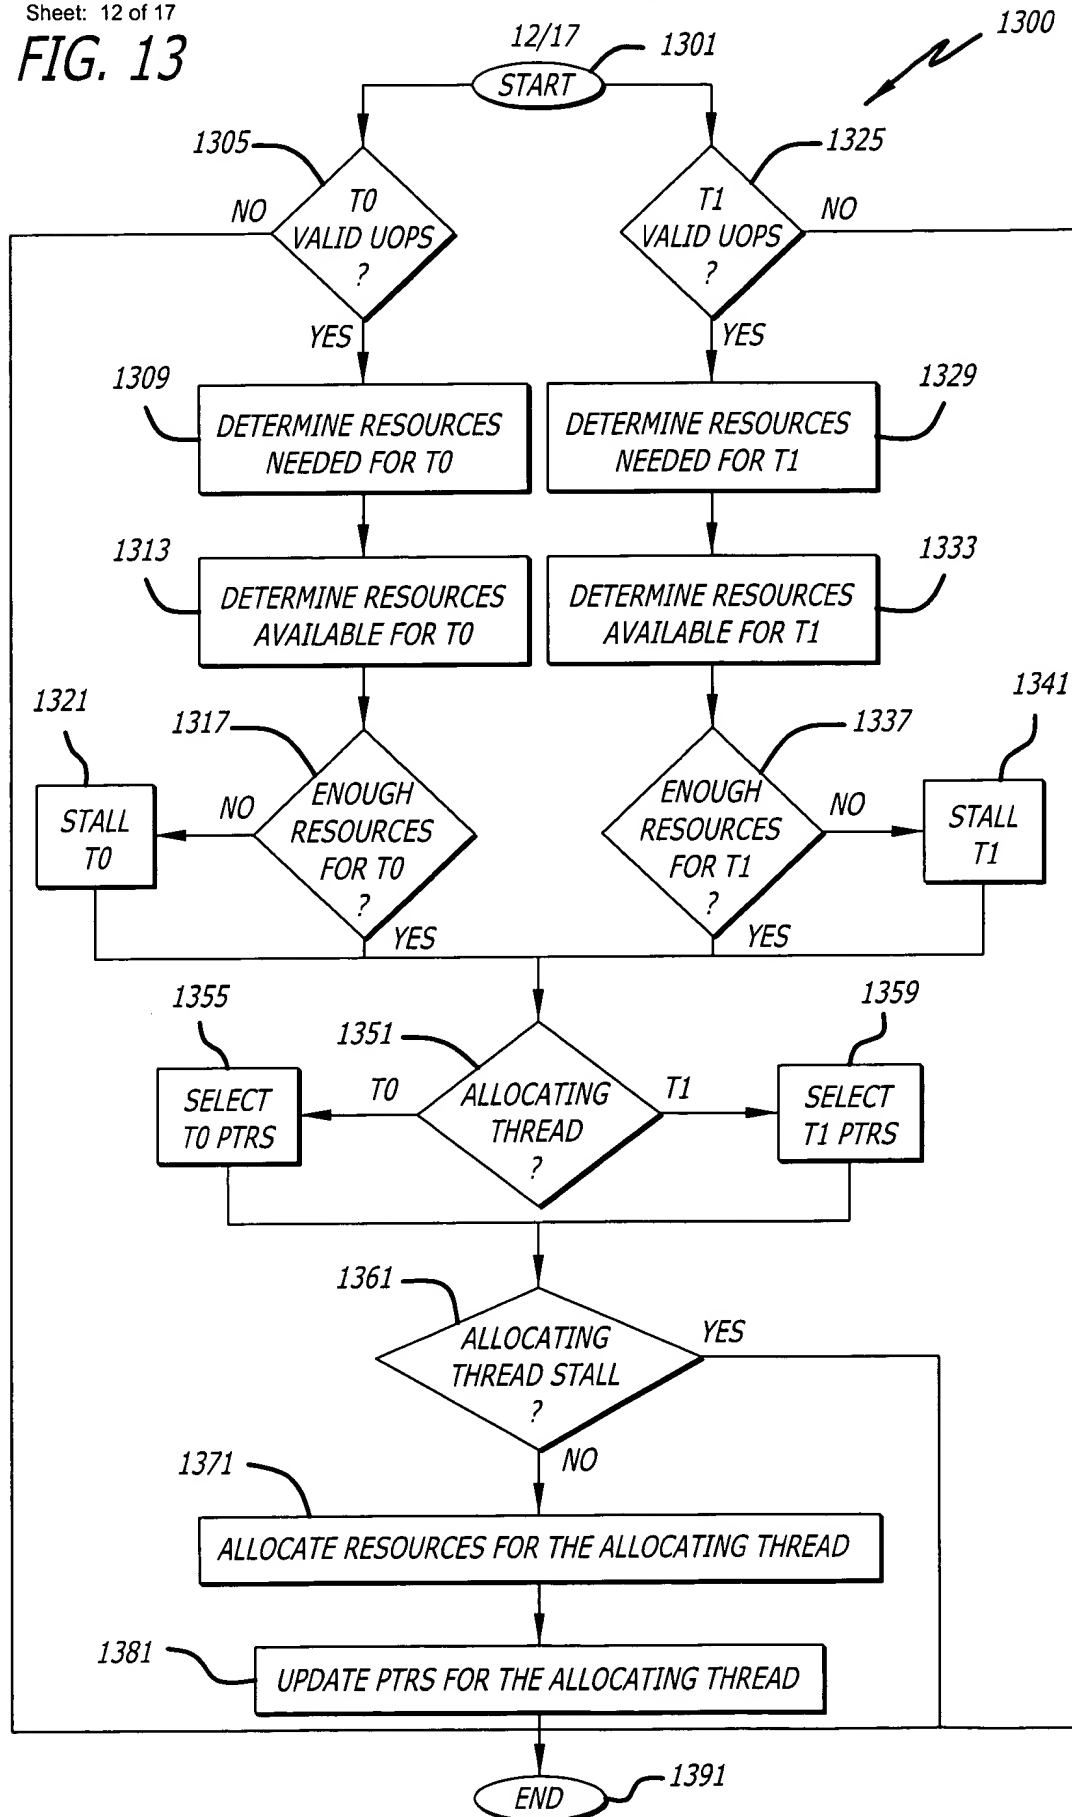 Sheet: 12 of 17
FIG. 13
12/17
1300
1301
START
1305
1325
T0
VALID UOPS
?
NO
T1
VALID UOPS
?
NO
YES
YES
1309
1329
DETERMINE RESOURCES
NEEDED FOR T0
DETERMINE RESOURCES
NEEDED FOR T1
1313
1333
DETERMINE RESOURCES
AVAILABLE FOR T0
DETERMINE RESOURCES
AVAILABLE FOR T1
1321
1317
1337
1341
STALL
T0
NO
ENOUGH
RESOURCES
FOR T0
?
ENOUGH
RESOURCES
FOR T1
?
NO
STALL
T1
YES
YES
1355
1351
1359
SELECT
T0 PTRS
T0
ALLOCATING
THREAD
?
T1
SELECT
T1 PTRS
1361
ALLOCATING
THREAD STALL
?
YES
NO
1371
ALLOCATE RESOURCES FOR THE ALLOCATING THREAD
1381
UPDATE PTRS FOR THE ALLOCATING THREAD
END
1391